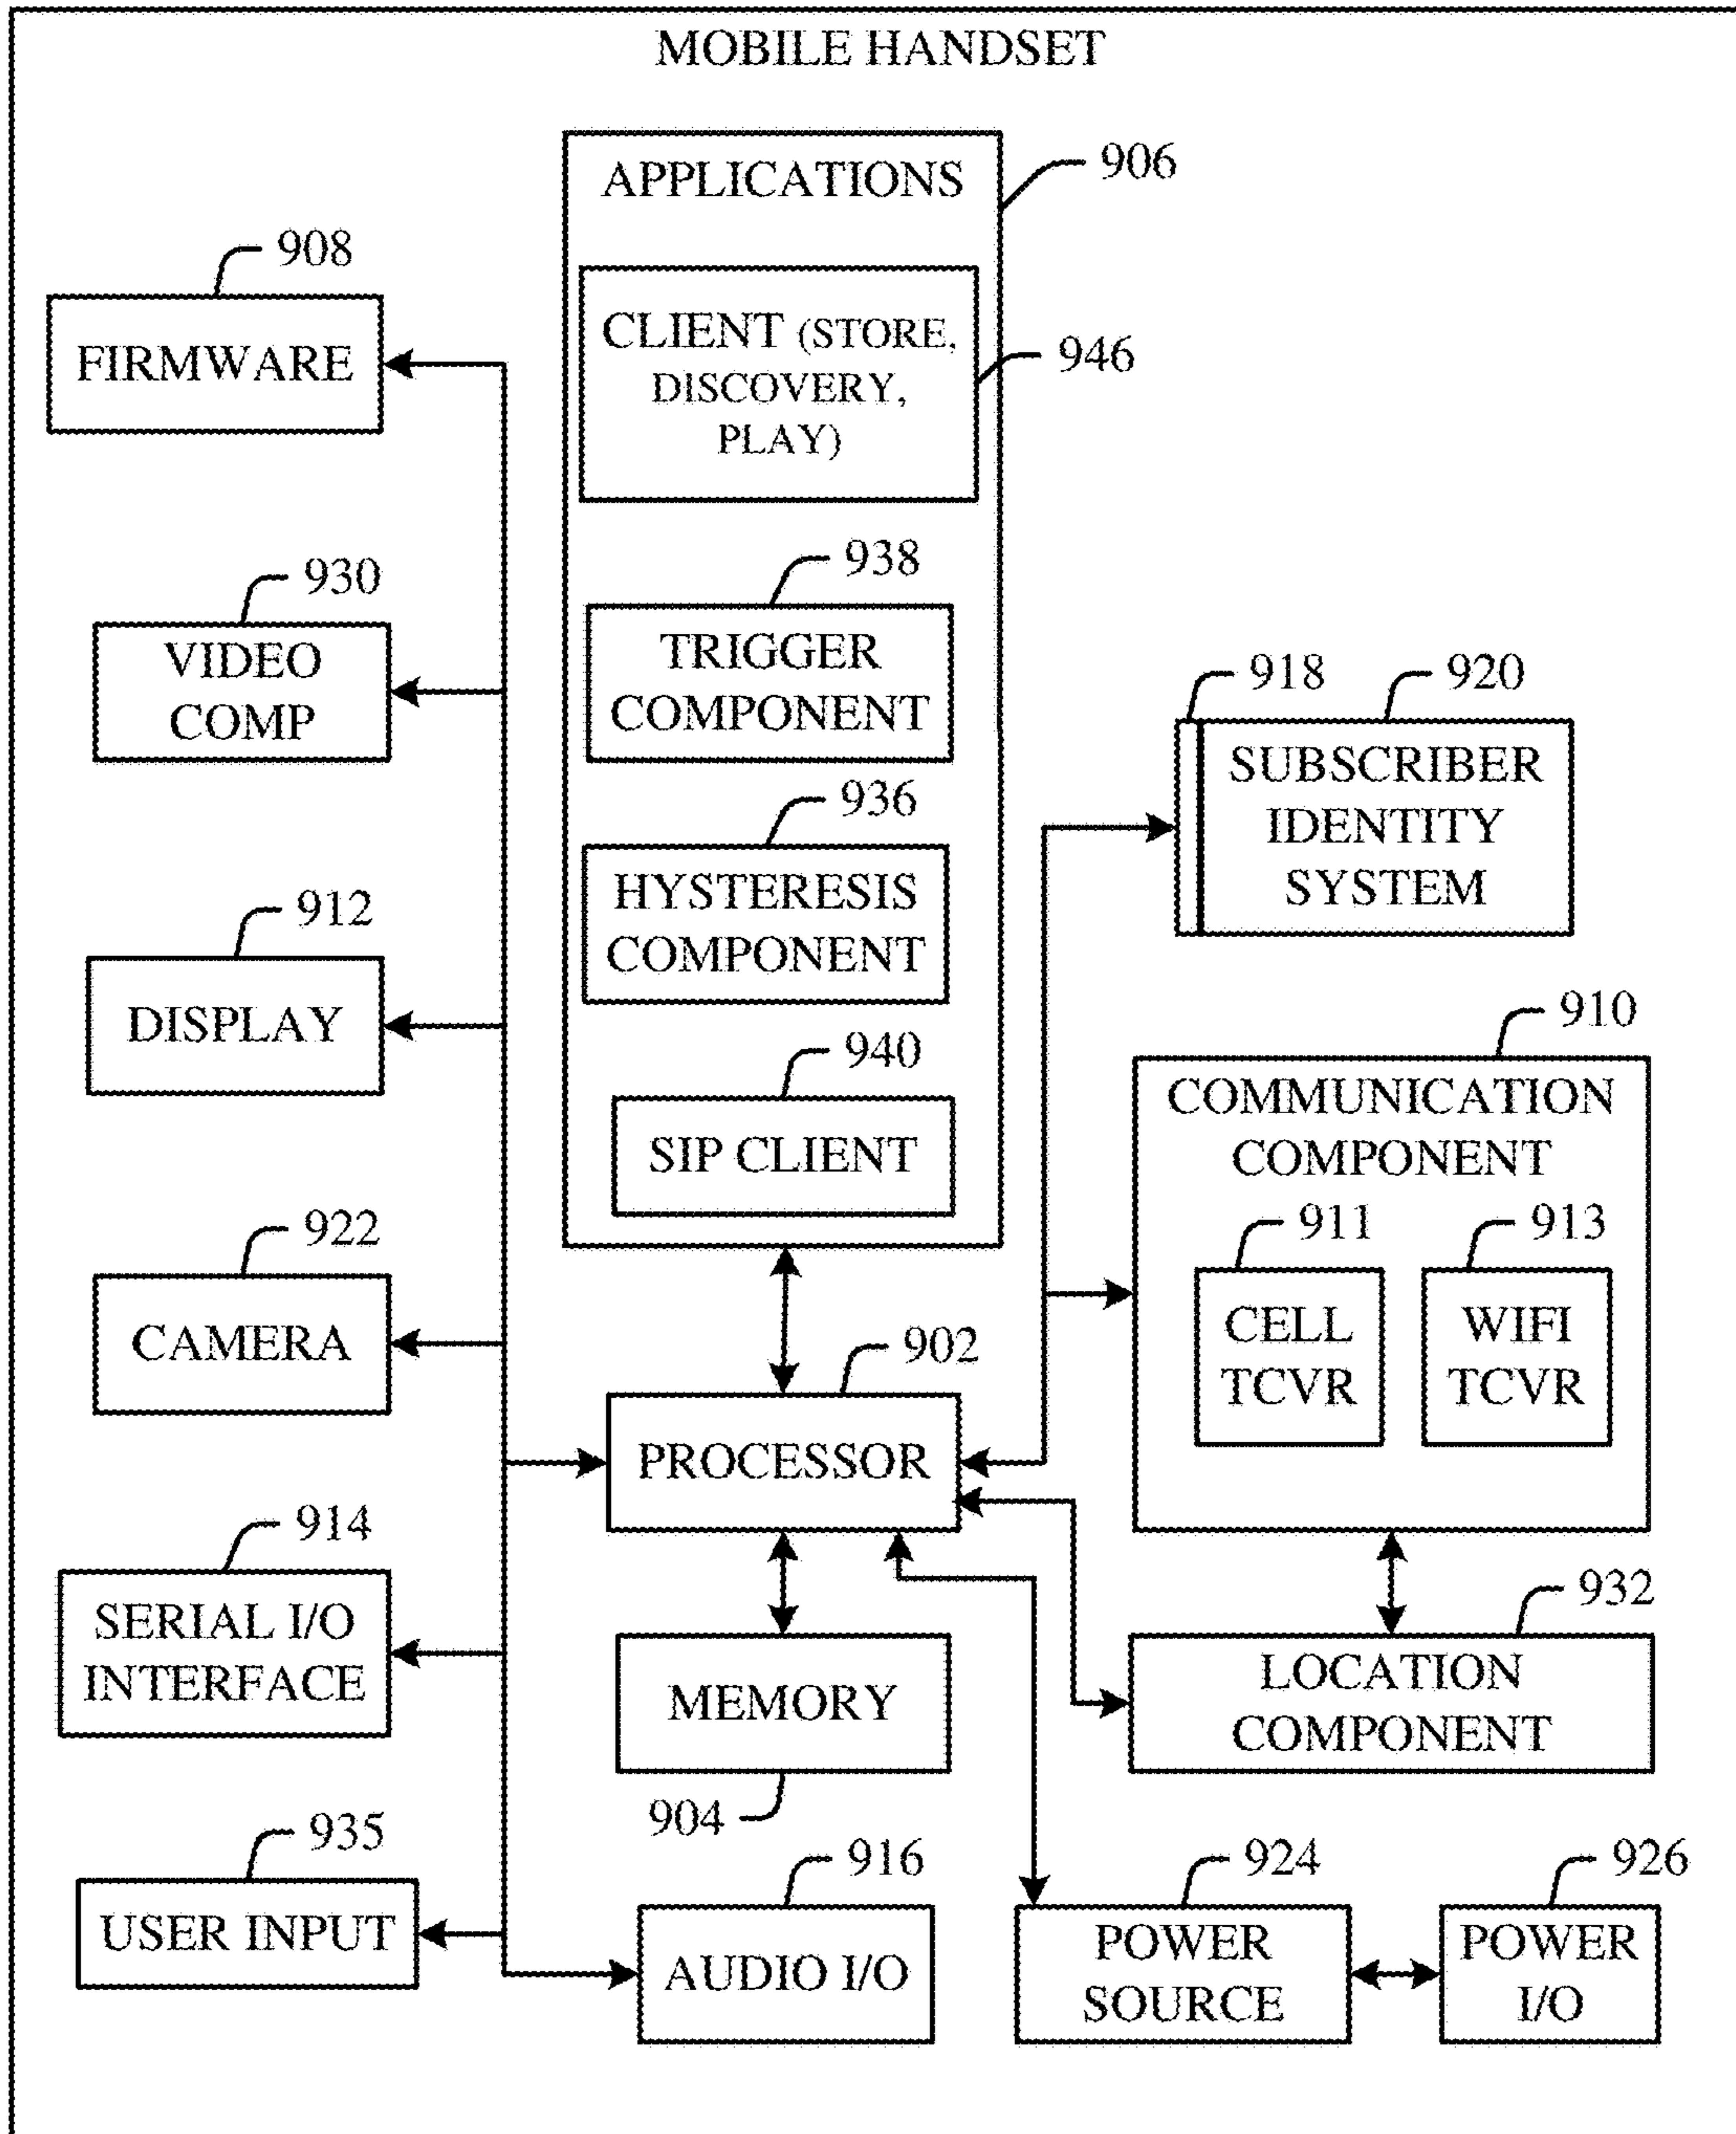 MOBILE HANDSET
906
APPLICATIONS
908
FIRMWARE
CLIENT (STORE,
DISCOVERY,
PLAY)
946
930
VIDEO
COMP
938
TRIGGER
COMPONENT
918
920
SUBSCRIBER
IDENTITY
SYSTEM
936
HYSTERESIS
COMPONENT
912
DISPLAY
940
SIP CLIENT
910
COMMUNICATION
COMPONENT
911
CELL
TCVR
913
WIFI
TCVR
922
CAMERA
902
PROCESSOR
914
SERIAL I/O
INTERFACE
MEMORY
904
932
LOCATION
COMPONENT
935
USER INPUT
916
AUDIO I/O
924
POWER
SOURCE
926
POWER
I/O